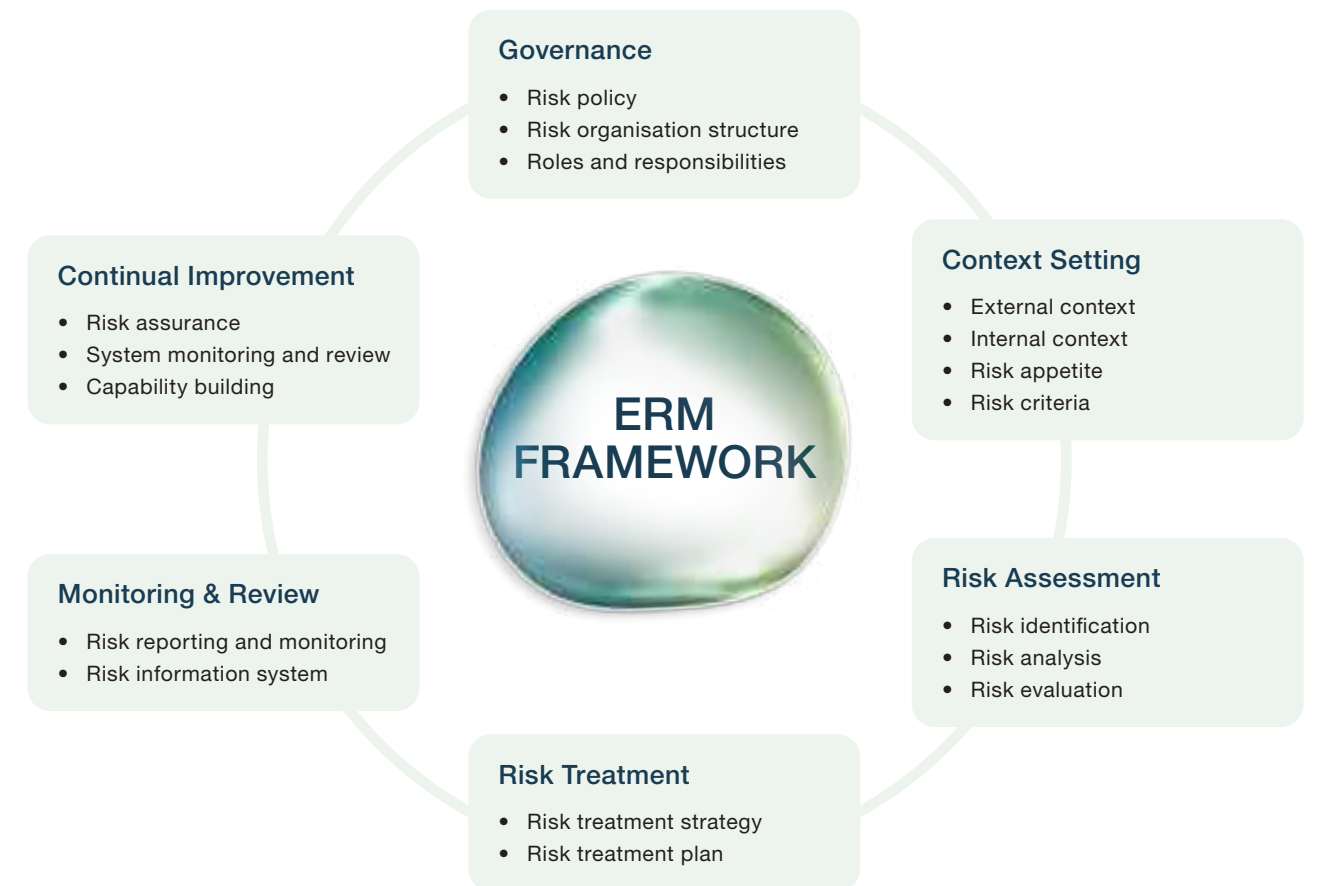 Governance
• Risk policy
• Risk organisation structure
• Roles and responsibilities
Context Setting
• External context
• Internal context
• Risk appetite
• Risk criteria
Risk Assessment
• Risk identification
• Risk analysis
• Risk evaluation
Risk Treatment
• Risk treatment strategy
• Risk treatment plan
Monitoring & Review
• Risk reporting and monitoring
• Risk information system
Continual Improvement
• Risk assurance
• System monitoring and review
• Capability building
ERM
FRAMEWORK